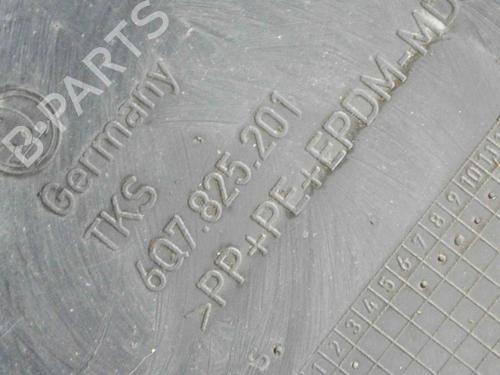 B-PARTS
Germany
TKS
6Q7.825.201
>PP+PE+EPDM-MD
1 2 3 4 5 6 7 8 9 10 11